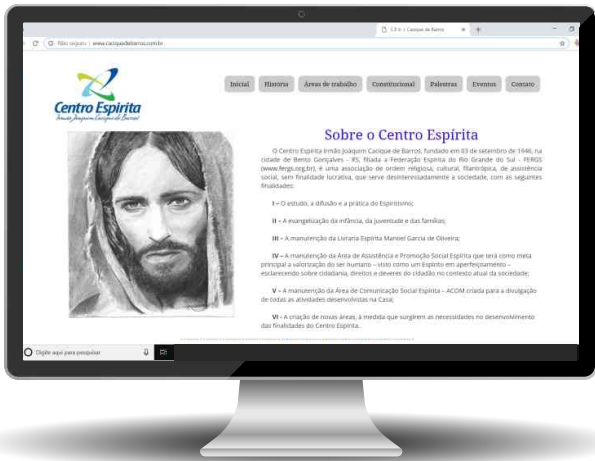 C.E.Ir. J. Cacique de Barros
Não seguro | www.caciquedebarros.com.br
Centro Espírita
Irmão Joaquim Cacique de Barros
Inicial História Áreas de trabalho Constitucional Palestras Eventos Contato
Sobre o Centro Espírita
O Centro Espírita Irmão Joaquim Cacique de Barros, fundado em 03 de setembro de 1946, na
cidade de Bento Gonçalves - RS, filiada a Federação Espírita do Rio Grande do Sul - FERGS
(www.fergs.org.br), é uma associação de ordem religiosa, cultural, filantrópica, de assistência
social, sem finalidade lucrativa, que serve desinteressadamente a sociedade, com as seguintes
finalidades:
I – O estudo, a difusão e a prática do Espiritismo;
II – A evangelização da infância, da juventude e das famílias;
III – A manutenção da Livraria Espírita Manoel Garcia de Oliveira;
IV – A manutenção da Área de Assistência e Promoção Social Espírita que terá como meta
principal a valorização do ser humano – visto como um Espírito em aperfeiçoamento –
esclarecendo sobre cidadania, direitos e deveres do cidadão no contexto atual da sociedade;
V – A manutenção da Área de Comunicação Social Espírita – ACOM criada para a divulgação
de todas as atividades desenvolvidas na Casa;
VI - A criação de novas áreas, à medida que surgirem as necessidades no desenvolvimento
das finalidades do Centro Espírita.
Digite aqui para pesquisar